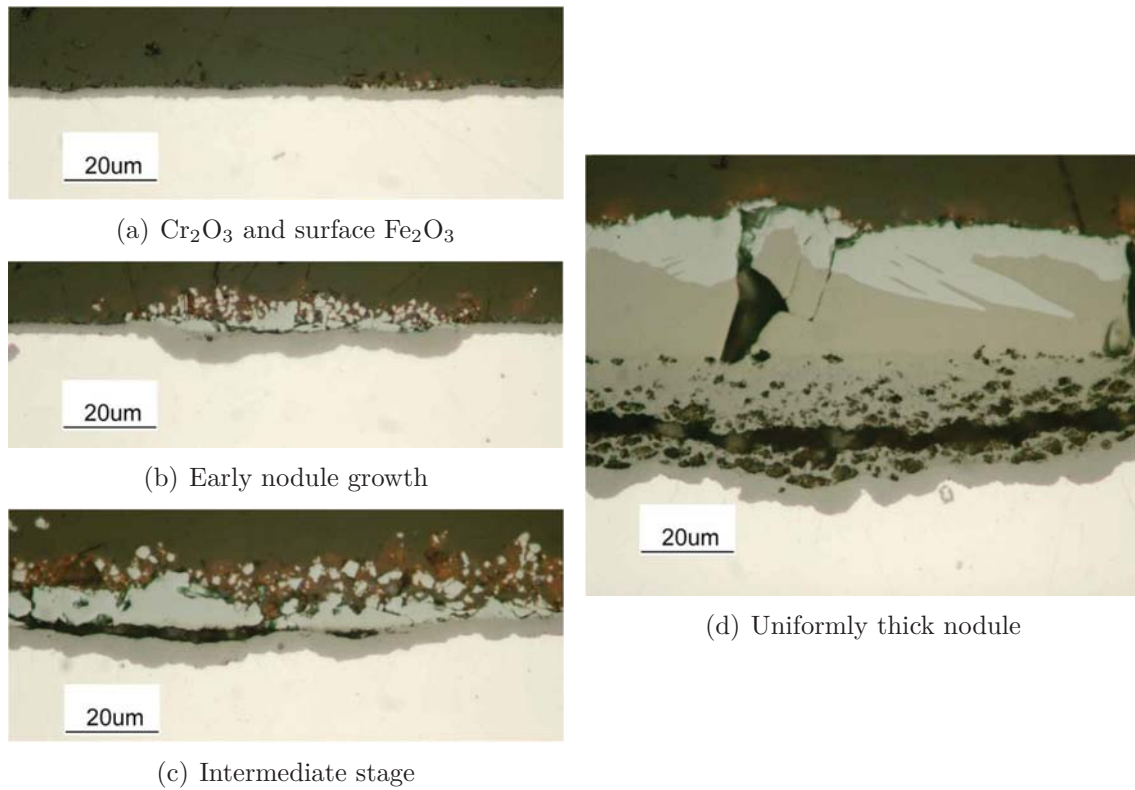 20um
(a) Cr₂O₃ and surface Fe₂O₃
20um
(b) Early nodule growth
20um
(c) Intermediate stage
20um
(d) Uniformly thick nodule